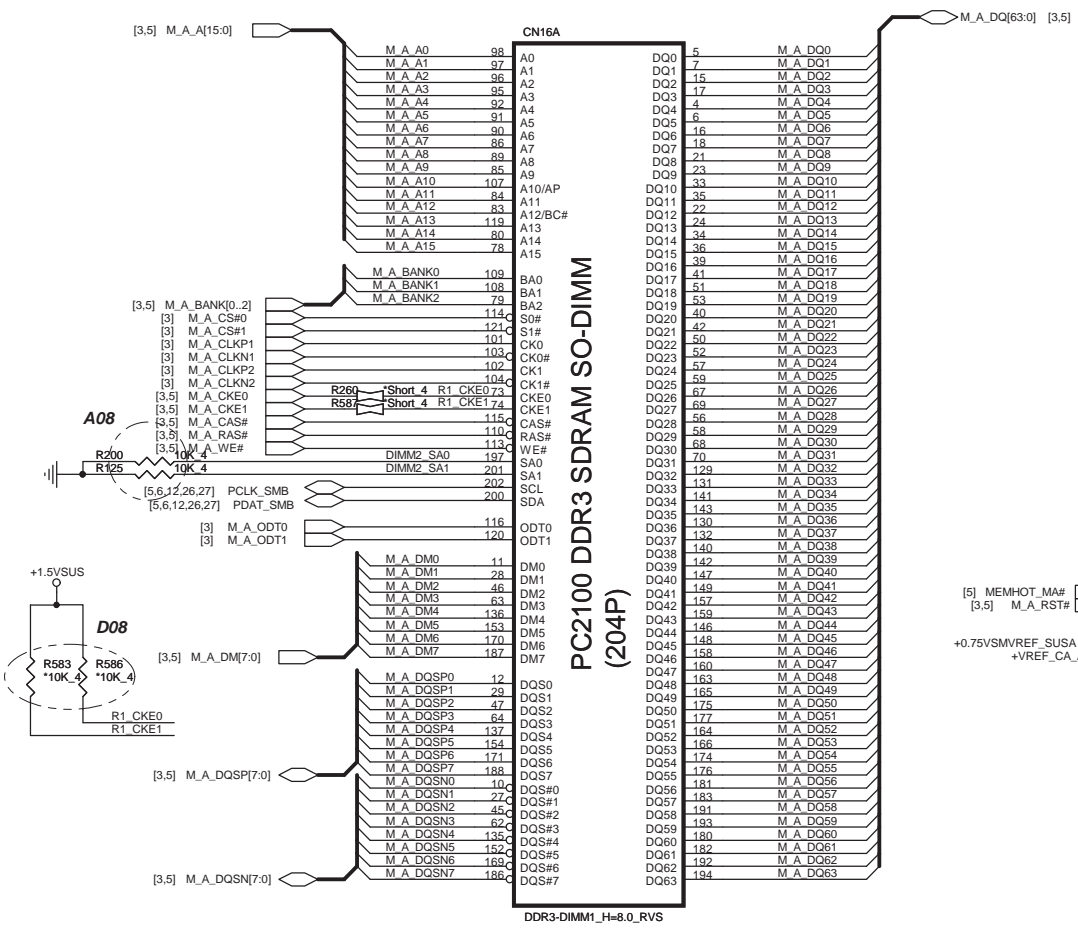 [3,5] M_A_A[15:0]
CN16A
M_A_DQ[63:0] [3,5]
M_A_A0 98 A0 DQ0 5 M_A_DQ0
M_A_A1 97 A1 DQ1 7 M_A_DQ1
M_A_A2 96 A2 DQ2 15 M_A_DQ2
M_A_A3 95 A3 DQ3 17 M_A_DQ3
M_A_A4 92 A4 DQ4 4 M_A_DQ4
M_A_A5 91 A5 DQ5 6 M_A_DQ5
M_A_A6 90 A6 DQ6 16 M_A_DQ6
M_A_A7 86 A7 DQ7 18 M_A_DQ7
M_A_A8 89 A8 DQ8 21 M_A_DQ8
M_A_A9 85 A9 DQ9 23 M_A_DQ9
M_A_A10 107 A10/AP DQ10 33 M_A_DQ10
M_A_A11 84 A11 DQ11 35 M_A_DQ11
M_A_A12 83 A12/BC# DQ12 22 M_A_DQ12
M_A_A13 119 A13 DQ13 24 M_A_DQ13
M_A_A14 80 A14 DQ14 34 M_A_DQ14
M_A_A15 78 A15 DQ15 36 M_A_DQ15
DQ16 39 M_A_DQ16
M_A_BANK0 109 BA0 DQ17 41 M_A_DQ17
M_A_BANK1 108 BA1 DQ18 51 M_A_DQ18
M_A_BANK2 79 BA2 DQ19 53 M_A_DQ19
[3,5] M_A_BANK[0..2]
[3] M_A_CS#0 114 S0# DQ20 40 M_A_DQ20
[3] M_A_CS#1 121 S1# DQ21 42 M_A_DQ21
[3] M_A_CLKP1 101 CK0 DQ22 50 M_A_DQ22
[3] M_A_CLKN1 103 CK0# DQ23 52 M_A_DQ23
[3] M_A_CLKP2 102 CK1 DQ24 57 M_A_DQ24
[3] M_A_CLKN2 104 CK1# DQ25 59 M_A_DQ25
[3,5] M_A_CKE0 R260 *Short_4 R1_CKE0 73 CKE0 DQ26 67 M_A_DQ26
[3,5] M_A_CKE1 R587 *Short_4 R1_CKE1 74 CKE1 DQ27 69 M_A_DQ27
[3,5] M_A_CAS# 115 CAS# DQ28 56 M_A_DQ28
[3,5] M_A_RAS# 110 RAS# DQ29 58 M_A_DQ29
[3,5] M_A_WE# 113 WE# DQ30 68 M_A_DQ30
A08
R200 10K_4 DIMM2_SA0 197 SA0 DQ31 70 M_A_DQ31
R125 10K_4 DIMM2_SA1 201 SA1 DQ32 129 M_A_DQ32
[5,6,12,26,27] PCLK_SMB 202 SCL DQ33 131 M_A_DQ33
[5,6,12,26,27] PDAT_SMB 200 SDA DQ34 141 M_A_DQ34
DQ35 143 M_A_DQ35
[3] M_A_ODT0 116 ODT0 DQ36 130 M_A_DQ36
[3] M_A_ODT1 120 ODT1 DQ37 132 M_A_DQ37
DQ38 140 M_A_DQ38
M_A_DM0 11 DM0 DQ39 142 M_A_DQ39
M_A_DM1 28 DM1 DQ40 147 M_A_DQ40
M_A_DM2 46 DM2 DQ41 149 M_A_DQ41
M_A_DM3 63 DM3 DQ42 157 M_A_DQ42
M_A_DM4 136 DM4 DQ43 159 M_A_DQ43
M_A_DM5 153 DM5 DQ44 146 M_A_DQ44
M_A_DM6 170 DM6 DQ45 148 M_A_DQ45
M_A_DM7 187 DM7 DQ46 158 M_A_DQ46
[3,5] M_A_DM[7:0]
DQ47 160 M_A_DQ47
M_A_DQSP0 12 DQS0 DQ48 163 M_A_DQ48
M_A_DQSP1 29 DQS1 DQ49 165 M_A_DQ49
M_A_DQSP2 47 DQS2 DQ50 175 M_A_DQ50
M_A_DQSP3 64 DQS3 DQ51 177 M_A_DQ51
M_A_DQSP4 137 DQS4 DQ52 164 M_A_DQ52
M_A_DQSP5 154 DQS5 DQ53 166 M_A_DQ53
M_A_DQSP6 171 DQS6 DQ54 174 M_A_DQ54
M_A_DQSP7 188 DQS7 DQ55 176 M_A_DQ55
[3,5] M_A_DQSP[7:0]
M_A_DQSN0 10 DQS#0 DQ56 181 M_A_DQ56
M_A_DQSN1 27 DQS#1 DQ57 183 M_A_DQ57
M_A_DQSN2 45 DQS#2 DQ58 191 M_A_DQ58
M_A_DQSN3 62 DQS#3 DQ59 193 M_A_DQ59
M_A_DQSN4 135 DQS#4 DQ60 180 M_A_DQ60
M_A_DQSN5 152 DQS#5 DQ61 182 M_A_DQ61
M_A_DQSN6 169 DQS#6 DQ62 192 M_A_DQ62
M_A_DQSN7 186 DQS#7 DQ63 194 M_A_DQ63
[3,5] M_A_DQSN[7:0]
PC2100 DDR3 SDRAM SO-DIMM
(204P)
DDR3-DIMM1_H=8.0_RVS
+1.5VSUS
D08
R583 R586
*10K_4 *10K_4
R1_CKE0
R1_CKE1
[5] MEMHOT_MA#
[3,5] M_A_RST#
+0.75VSMVREF_SUSA
+VREF_CA_